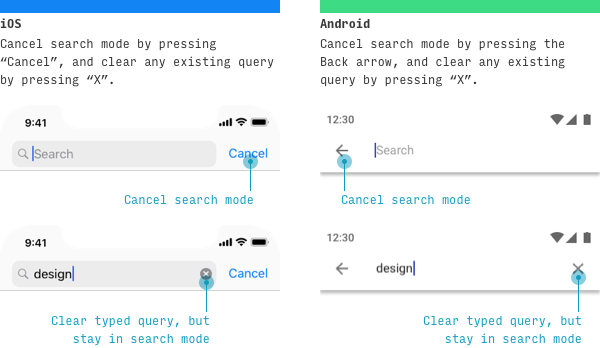 iOS
Cancel search mode by pressing
“Cancel”, and clear any existing query
by pressing “X”.
9:41
Search
Cancel
Cancel search mode
9:41
design
Cancel
Clear typed query, but
stay in search mode
Android
Cancel search mode by pressing the
Back arrow, and clear any existing
query by pressing “X”.
12:30
Search
Cancel search mode
12:30
design
Clear typed query, but
stay in search mode